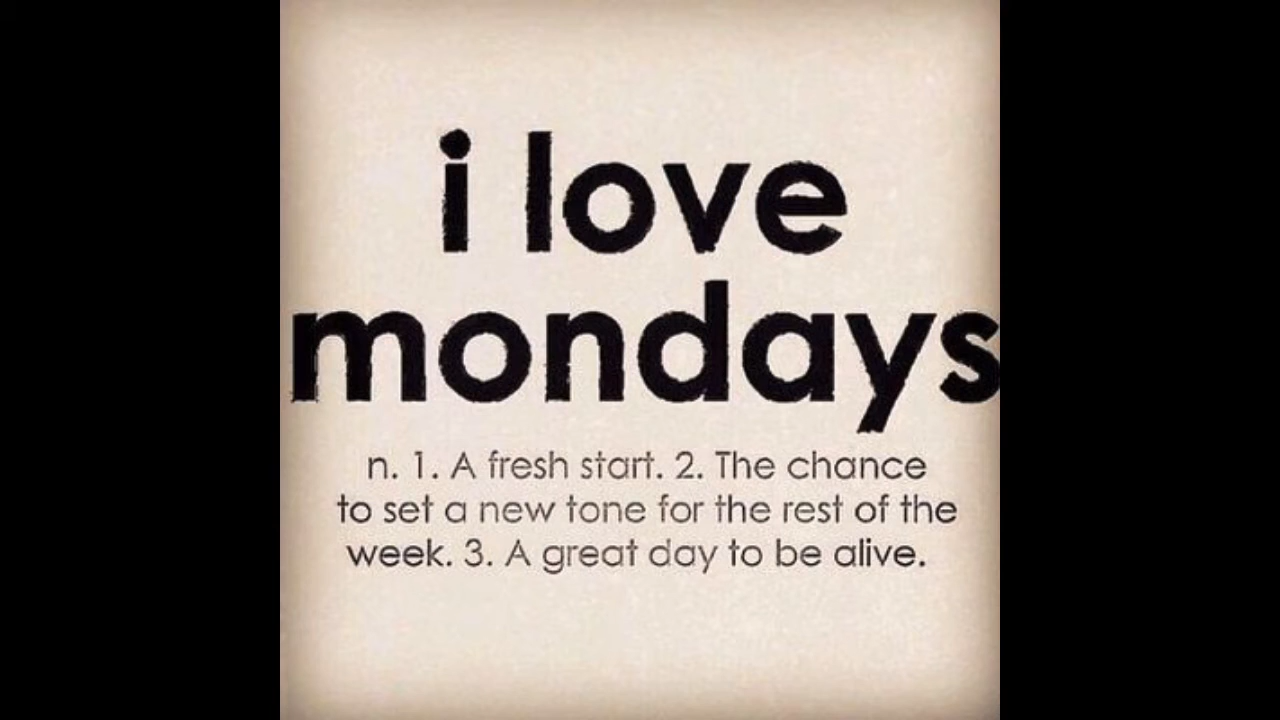 i love
mondays
n. 1. A fresh start. 2. The chance
to set a new tone for the rest of the
week. 3. A great day to be alive.